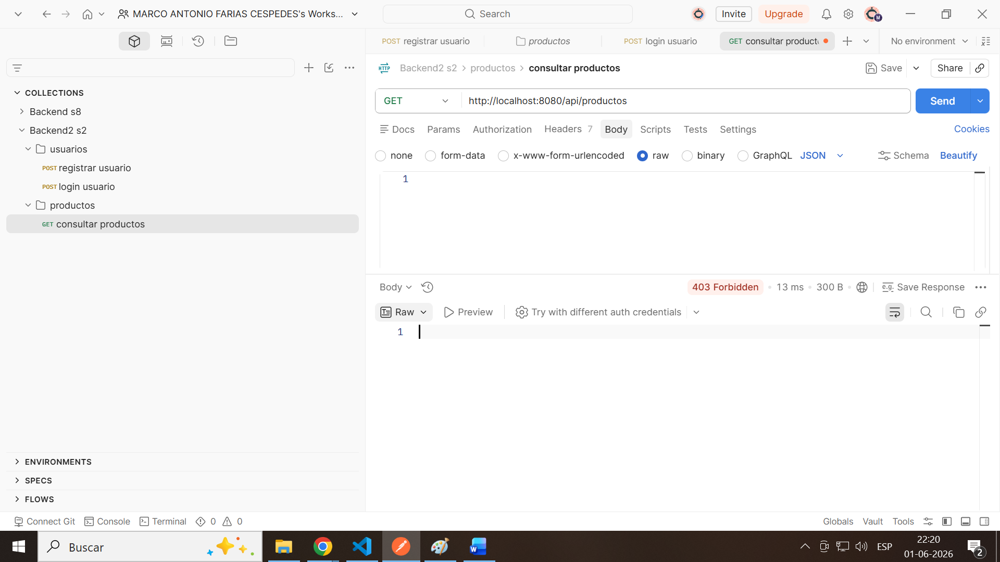 MARCO ANTONIO FARIAS CESPEDES's Works...
Search
Invite
Upgrade
M
POST registrar usuario
productos
POST login usuario
GET consultar product
No environment
HTTP Backend2 s2 > productos > consultar productos
Save
Share
COLLECTIONS
Backend s8
Backend2 s2
usuarios
POST registrar usuario
POST login usuario
productos
GET consultar productos
GET
http://localhost:8080/api/productos
Send
Docs
Params
Authorization
Headers 7
Body
Scripts
Tests
Settings
Cookies
none
form-data
x-www-form-urlencoded
raw
binary
GraphQL
JSON
Schema
Beautify
1
Body
403 Forbidden
13 ms
300 B
e.g. Save Response
Raw
Preview
Try with different auth credentials
1
ENVIRONMENTS
SPECS
FLOWS
Connect Git
Console
Terminal
0
0
Globals
Vault
Tools
Buscar
ESP
22:20
01-06-2026
2